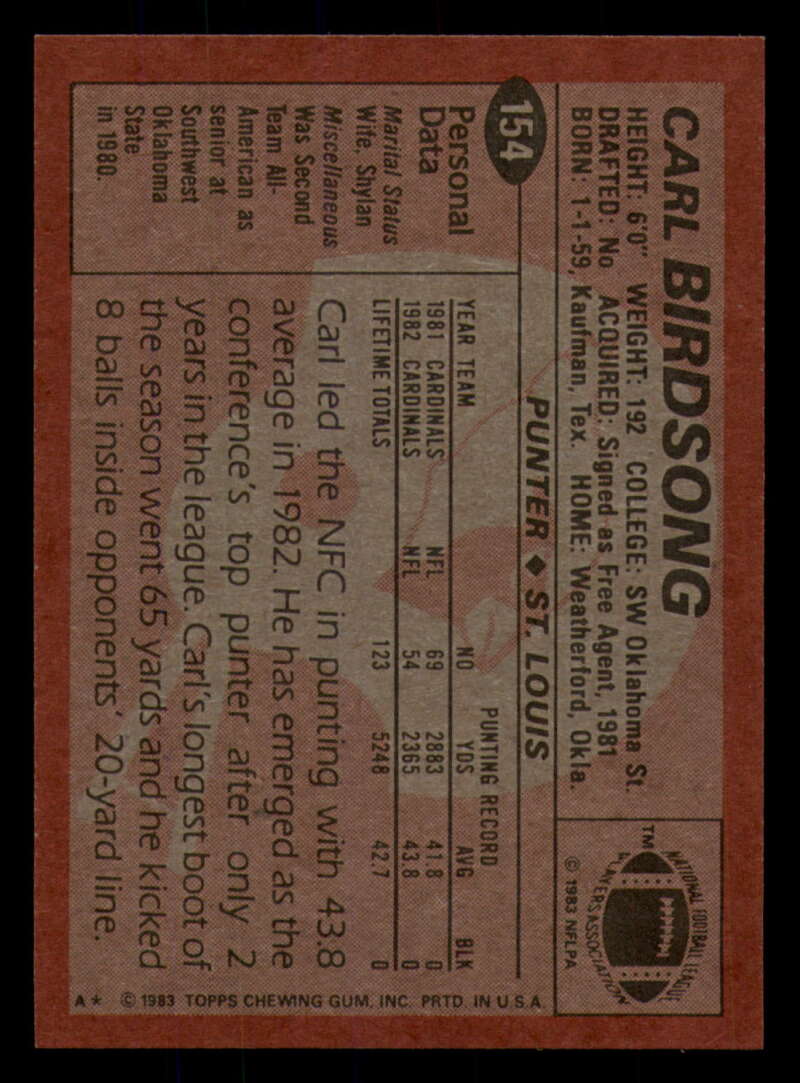 CARL BIRDSONG
HEIGHT: 6'0" WEIGHT: 192 COLLEGE: SW Oklahoma St.
DRAFTED: No ACQUIRED: Signed as Free Agent, 1981
BORN: 1-1-59, Kaufman, Tex. HOME: Weatherford, Okla.
TM
NATIONAL FOOTBALL LEAGUE
PLAYERS ASSOCIATION
© 1983 NFLPA
154
PUNTER ◆ ST. LOUIS
Personal
Data
Marital Status
Wife, Shylan
Miscellaneous
Was Second
Team All-
American as
senior at
Southwest
Oklahoma
State
in 1980.
PUNTING RECORD
YEAR TEAM NO YDS AVG BLK
1981 CARDINALS NFL 69 2883 41.8 0
1982 CARDINALS NFL 54 2365 43.8 0
LIFETIME TOTALS 123 5248 42.7 0
Carl led the NFC in punting with 43.8
average in 1982. He has emerged as the
conference's top punter after only 2
years in the league. Carl's longest boot of
the season went 65 yards and he kicked
8 balls inside opponents' 20-yard line.
A* © 1983 TOPPS CHEWING GUM, INC. PRTD. IN U.S.A.